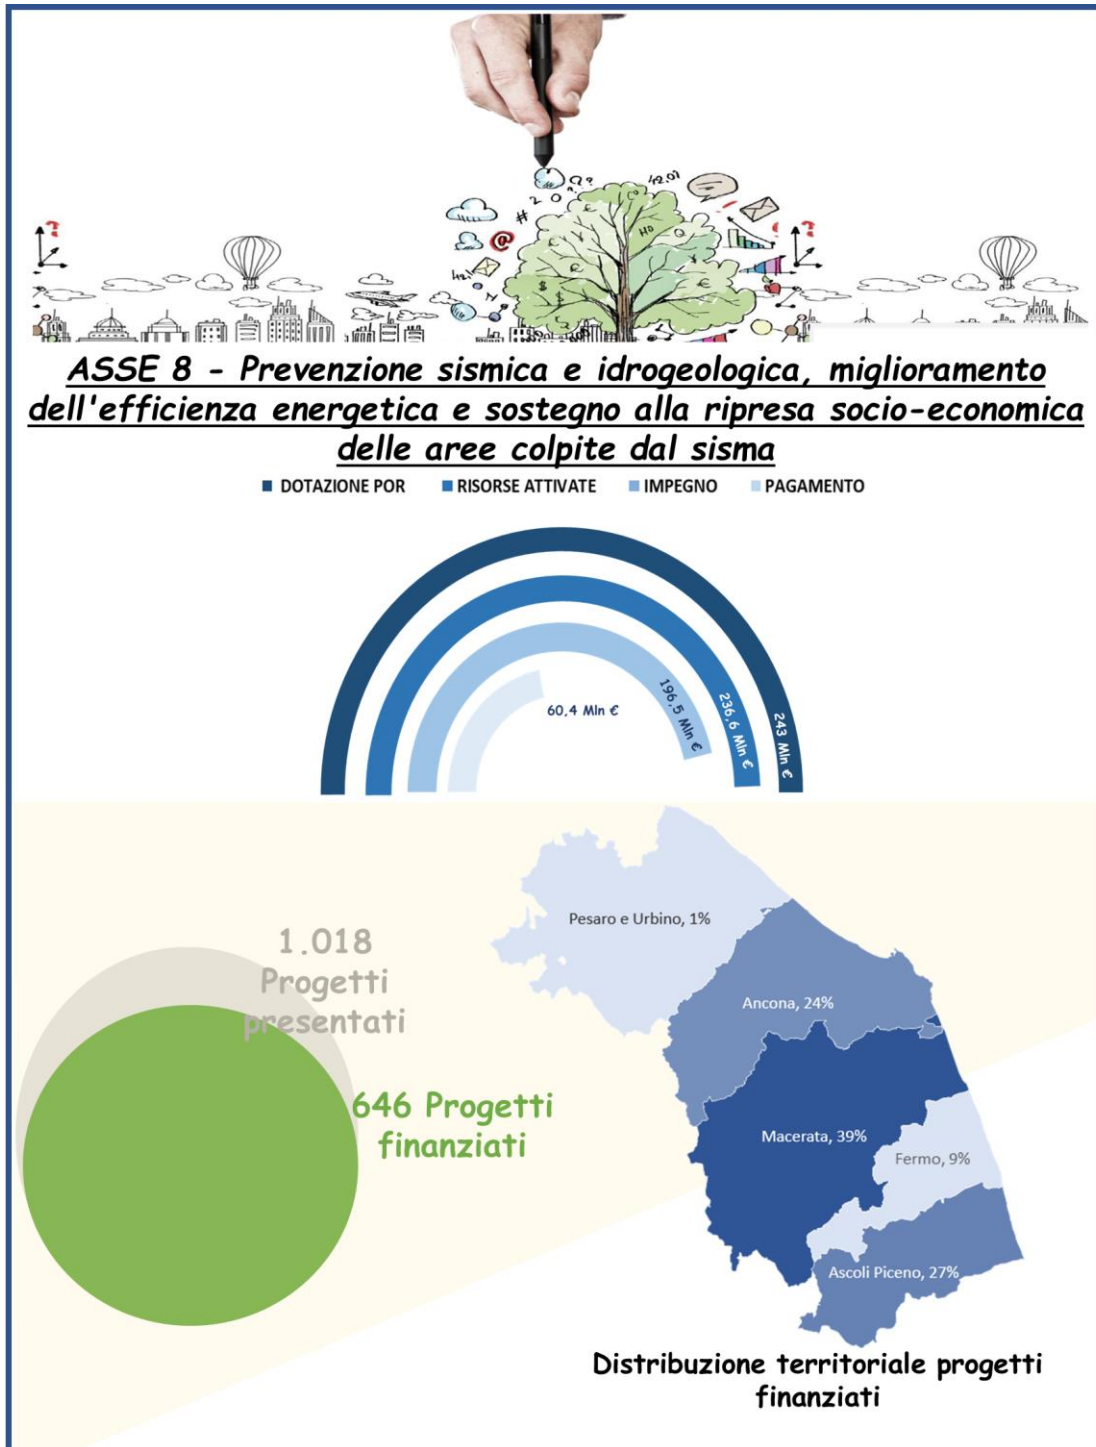 ASSE 8 - Prevenzione sismica e idrogeologica, miglioramento
dell'efficienza energetica e sostegno alla ripresa socio-economica
delle aree colpite dal sisma
DOTAZIONE POR RISORSE ATTIVATE IMPEGNO PAGAMENTO
60,4 Mln €
196,5 Mln €
236,6 Mln €
243 Mln €
1.018
Progetti
presentati
646 Progetti
finanziati
Pesaro e Urbino, 1%
Ancona, 24%
Macerata, 39%
Fermo, 9%
Ascoli Piceno, 27%
Distribuzione territoriale progetti
finanziati